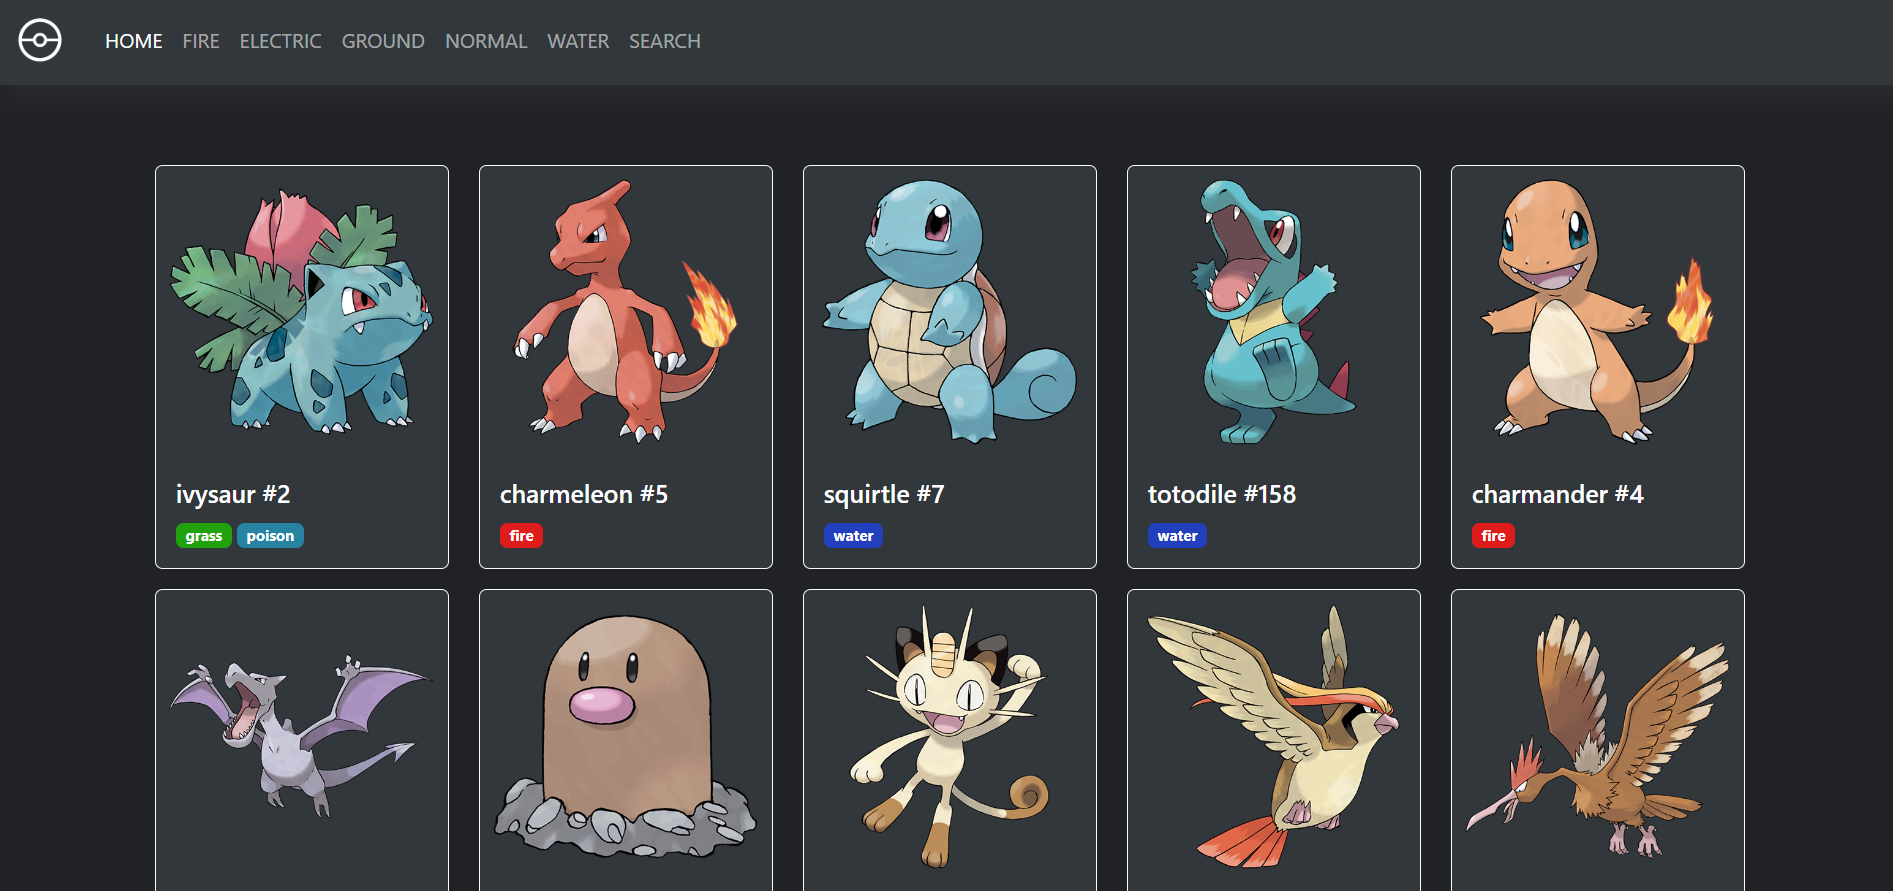 HOME FIRE ELECTRIC GROUND NORMAL WATER SEARCH
ivysaur #2
grass poison
charmeleon #5
fire
squirtle #7
water
totodile #158
water
charmander #4
fire